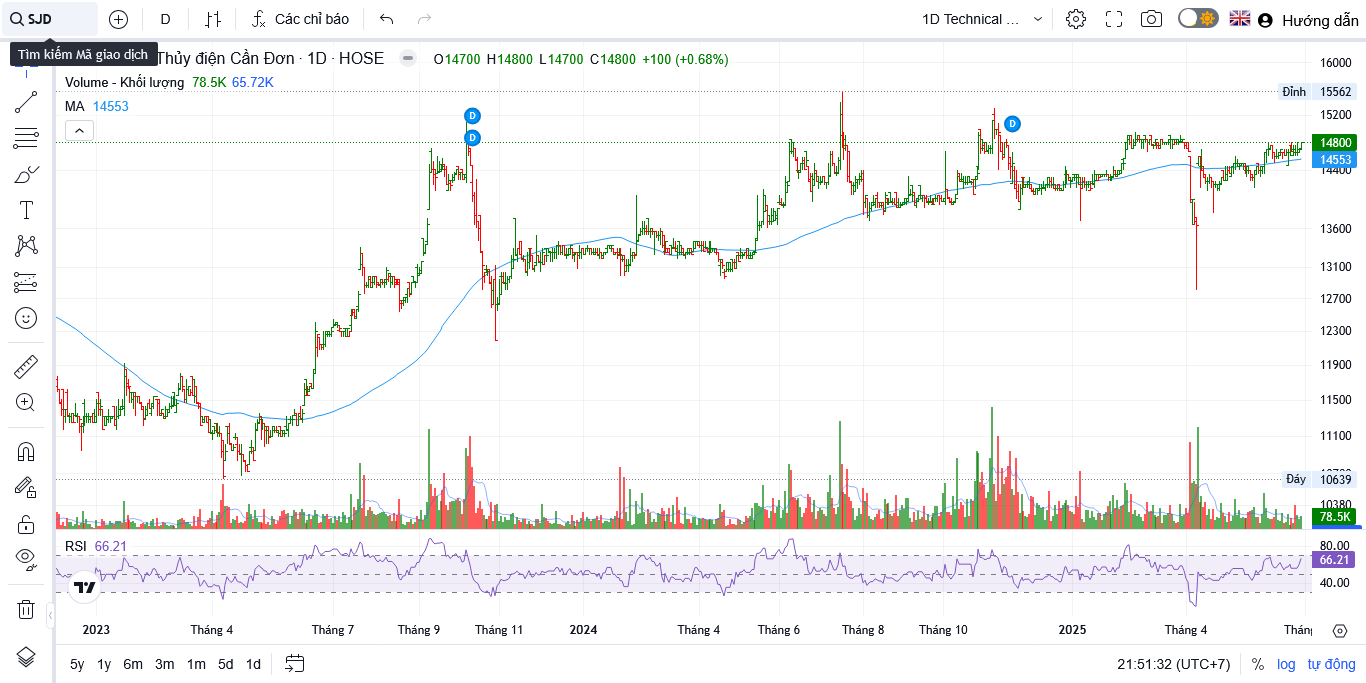 SJD
D
Các chỉ báo
1D Technical ...
Hướng dẫn
Tìm kiếm Mã giao dịch
Thủy điện Cần Đơn · 1D · HOSE
O14700 H14800 L14700 C14800 +100 (+0.68%)
Volume - Khối lượng 78.5K 65.72K
MA 14553
D
D
D
16000
Đỉnh 15562
15200
14800
14553
14400
13600
13100
12700
12300
11900
11500
11100
Đáy 10639
10380
78.5K
RSI 66.21
80.00
66.21
40.00
2023 Tháng 4 Tháng 7 Tháng 9 Tháng 11 2024 Tháng 4 Tháng 6 Tháng 8 Tháng 10 2025 Tháng 4
5y 1y 6m 3m 1m 5d 1d
21:51:32 (UTC+7) % log tự động